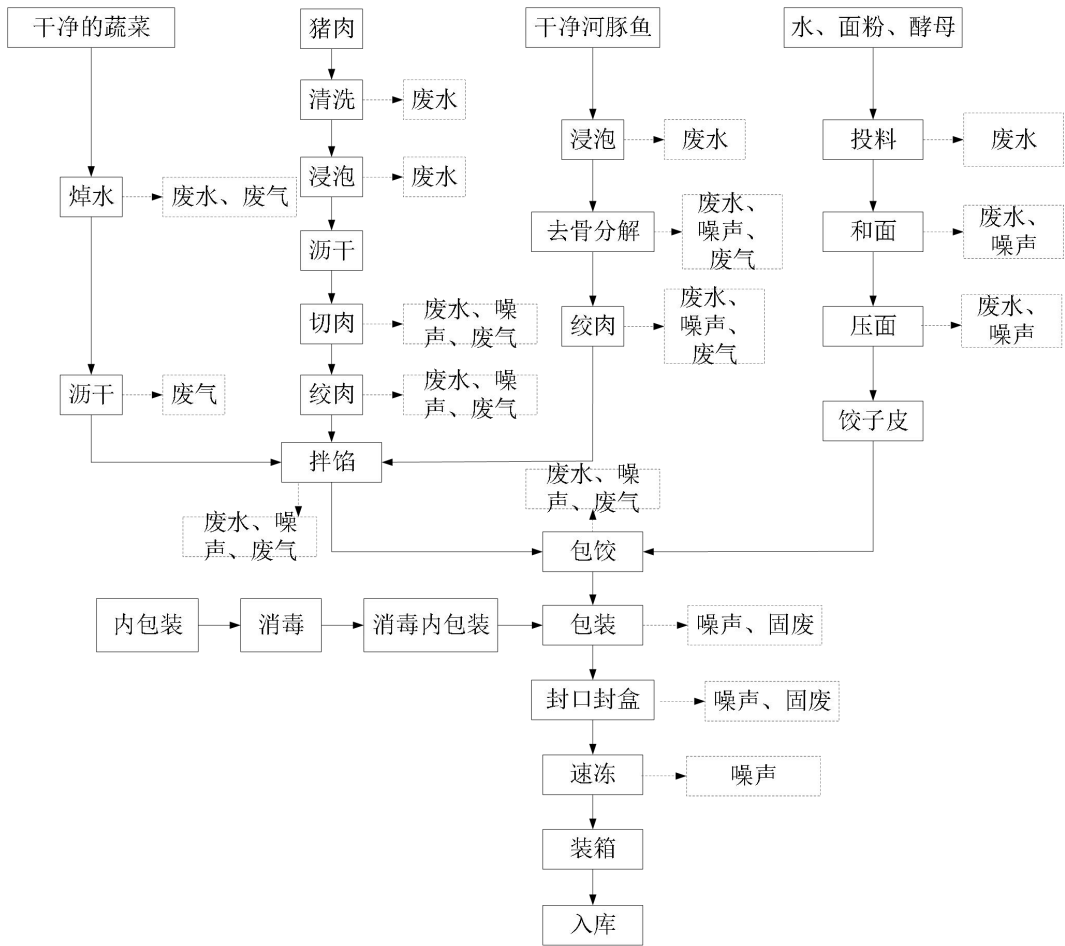 干净的蔬菜
猪肉
干净河豚鱼
水、面粉、酵母
清洗
废水
浸泡
废水
投料
废水
浸泡
废水
焯水
废水、废气
沥干
去骨分解
废水、
噪声、
废气
和面
废水、
噪声
切肉
废水、噪
声、废气
绞肉
废水、
噪声、
废气
压面
废水、
噪声
沥干
废气
绞肉
废水、噪
声、废气
饺子皮
拌馅
废水、噪
声、废气
废水、噪
声、废气
包饺
内包装
消毒
消毒内包装
包装
噪声、固废
封口封盒
噪声、固废
速冻
噪声
装箱
入库